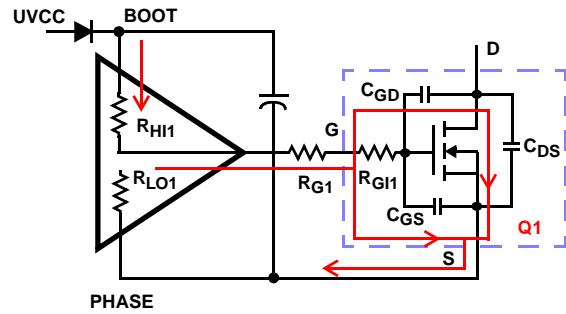 UVCC
BOOT
D
CGD
RHI1
G
CDS
RLO1
RG1
RGI1
CGS
Q1
S
PHASE